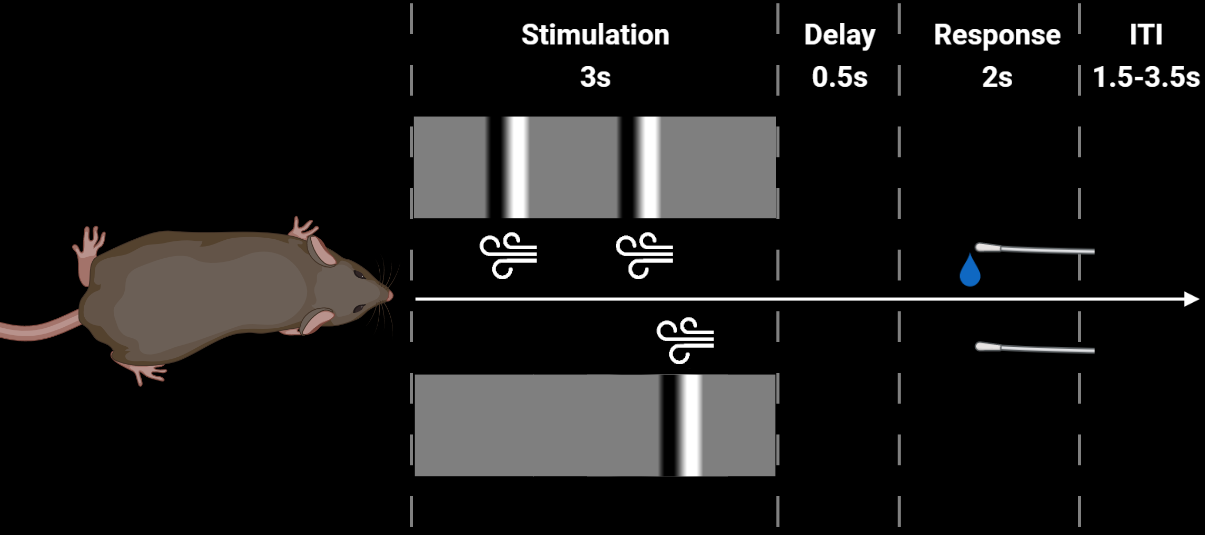 Stimulation
3s
Delay
0.5s
Response
2s
ITI
1.5-3.5s